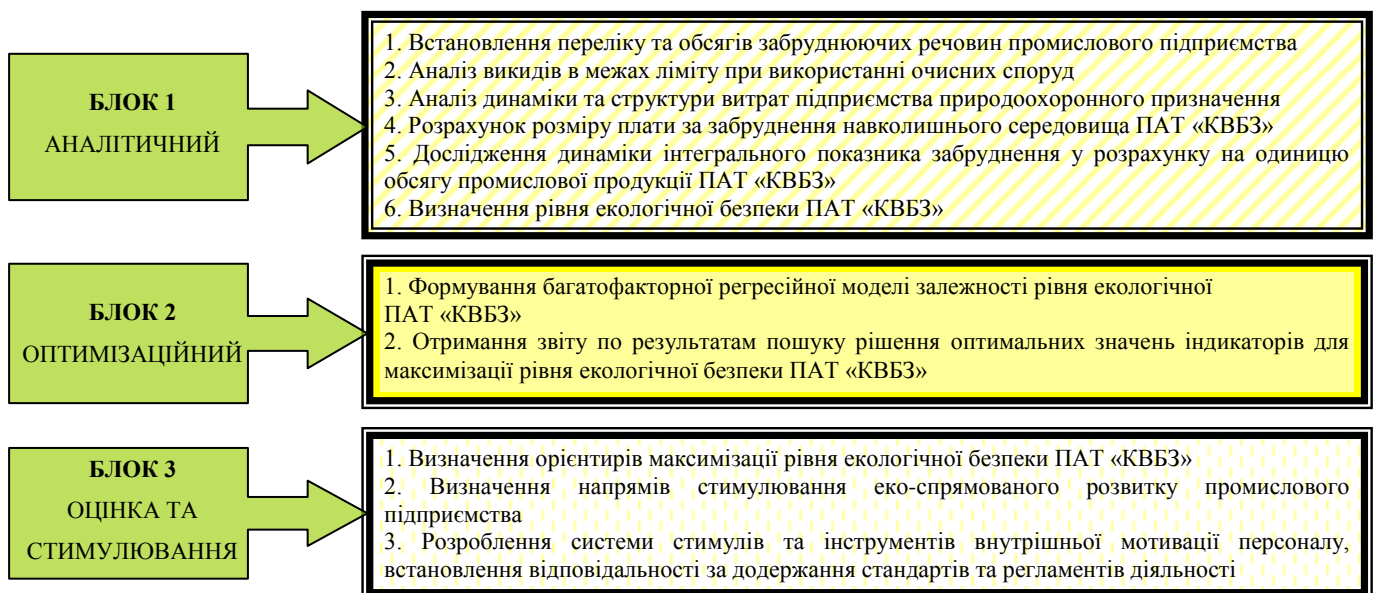 БЛОК 1
АНАЛІТИЧНИЙ
1. Встановлення переліку та обсягів забруднюючих речовин промислового підприємства
2. Аналіз викидів в межах ліміту при використанні очисних споруд
3. Аналіз динаміки та структури витрат підприємства природоохоронного призначення
4. Розрахунок розміру плати за забруднення навколишнього середовища ПАТ «КВБЗ»
5. Дослідження динаміки інтегрального показника забруднення у розрахунку на одиницю
обсягу промислової продукції ПАТ «КВБЗ»
6. Визначення рівня екологічної безпеки ПАТ «КВБЗ»
БЛОК 2
ОПТИМІЗАЦІЙНИЙ
1. Формування багатофакторної регресійної моделі залежності рівня екологічної
ПАТ «КВБЗ»
2. Отримання звіту по результатам пошуку рішення оптимальних значень індикаторів для
максимізації рівня екологічної безпеки ПАТ «КВБЗ»
БЛОК 3
ОЦІНКА ТА
СТИМУЛЮВАННЯ
1. Визначення орієнтирів максимізації рівня екологічної безпеки ПАТ «КВБЗ»
2. Визначення напрямів стимулювання еко-спрямованого розвитку промислового
підприємства
3. Розроблення системи стимулів та інструментів внутрішньої мотивації персоналу,
встановлення відповідальності за додержання стандартів та регламентів діяльності